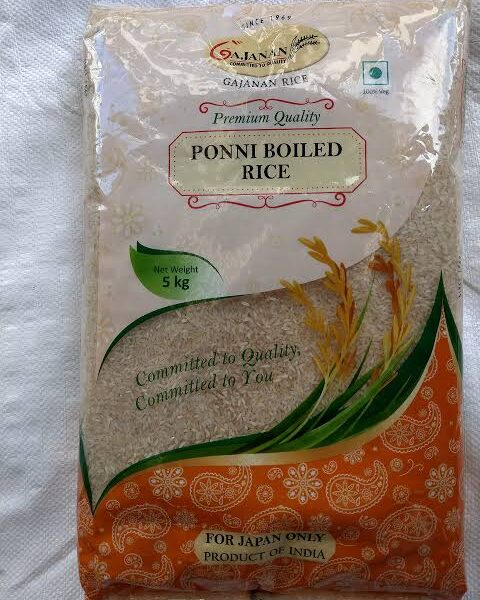 SINCE 1969
GAJANAN
COMMITTED TO QUALITY
GAJANAN RICE
100% Veg.
Premium Quality
PONNI BOILED
RICE
Net Weight
5 kg
Committed to Quality,
Committed to You
FOR JAPAN ONLY
PRODUCT OF INDIA